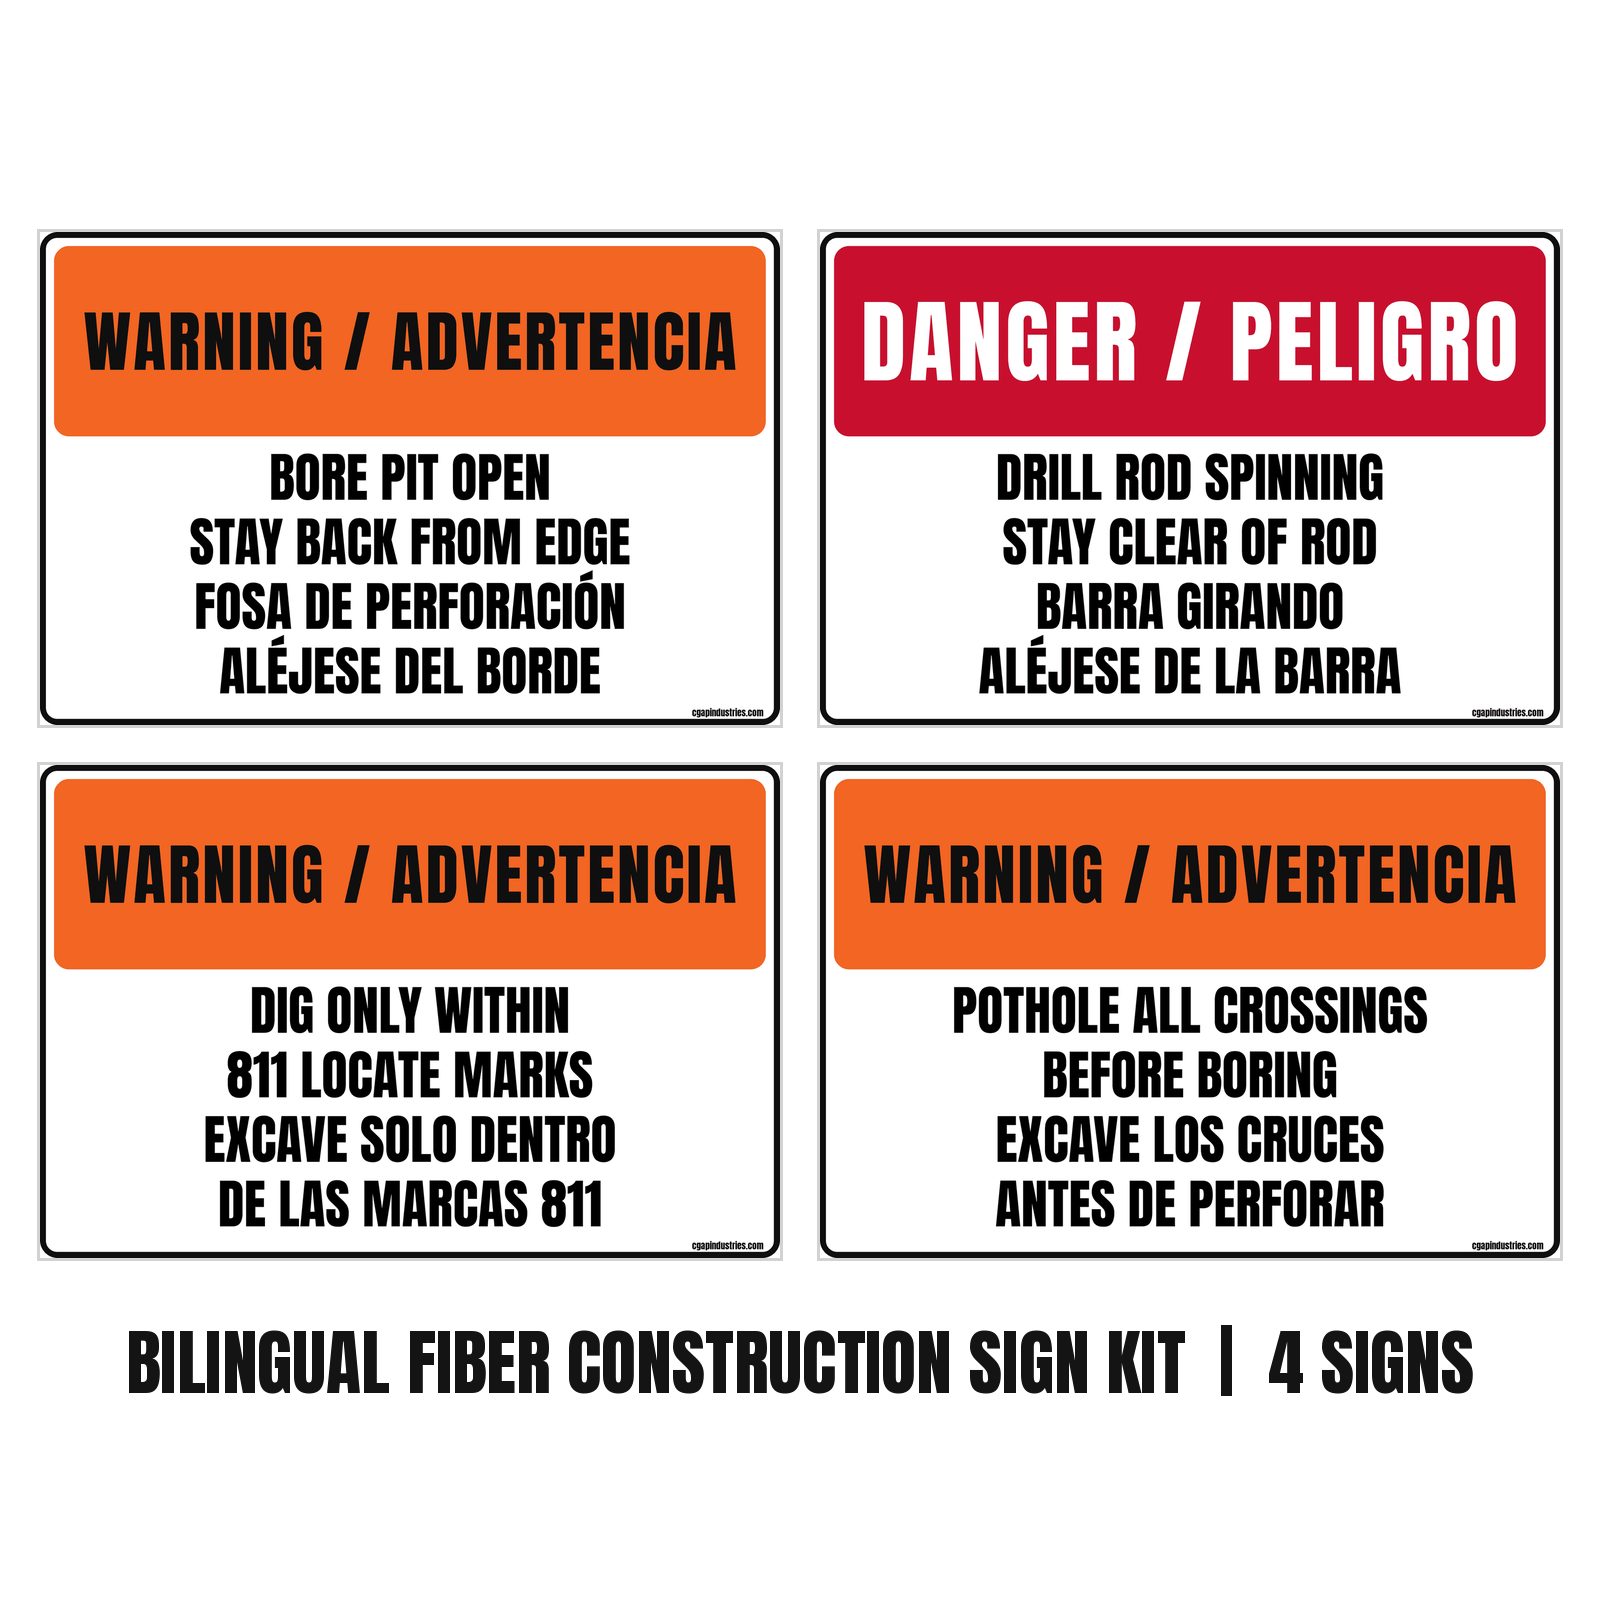 WARNING / ADVERTENCIA
BORE PIT OPEN
STAY BACK FROM EDGE
FOSA DE PERFORACIÓN
ALÉJESE DEL BORDE
cgapindustries.com
DANGER / PELIGRO
DRILL ROD SPINNING
STAY CLEAR OF ROD
BARRA GIRANDO
ALÉJESE DE LA BARRA
cgapindustries.com
WARNING / ADVERTENCIA
DIG ONLY WITHIN
811 LOCATE MARKS
EXCAVE SOLO DENTRO
DE LAS MARCAS 811
cgapindustries.com
WARNING / ADVERTENCIA
POTHOLE ALL CROSSINGS
BEFORE BORING
EXCAVE LOS CRUCES
ANTES DE PERFORAR
cgapindustries.com
BILINGUAL FIBER CONSTRUCTION SIGN KIT | 4 SIGNS